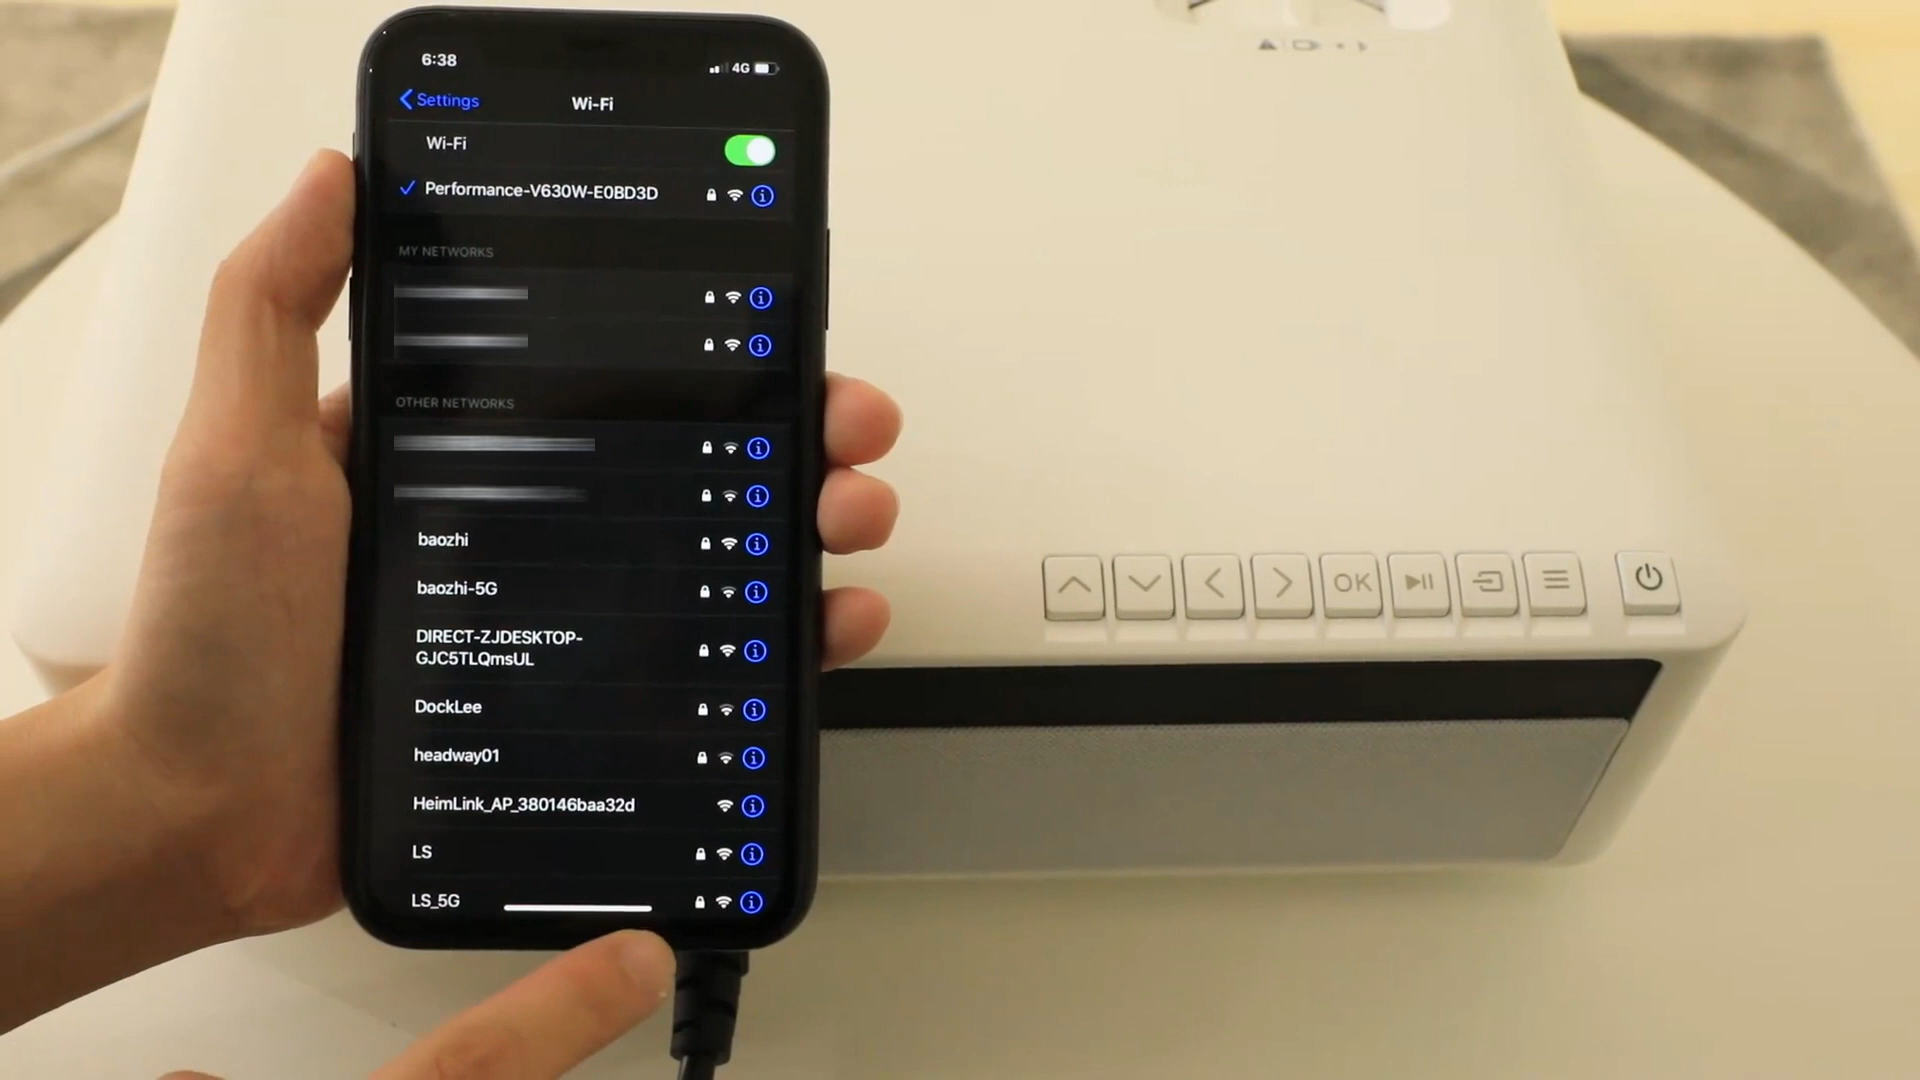 6:38
4G
Settings
Wi-Fi
Wi-Fi
Performance-V630W-E0BD3D
MY NETWORKS
OTHER NETWORKS
baozhi
baozhi-5G
DIRECT-ZJDESKTOP-
GJC5TLQmsUL
DockLee
headway01
HeimLink_AP_380146baa32d
LS
LS_5G
OK